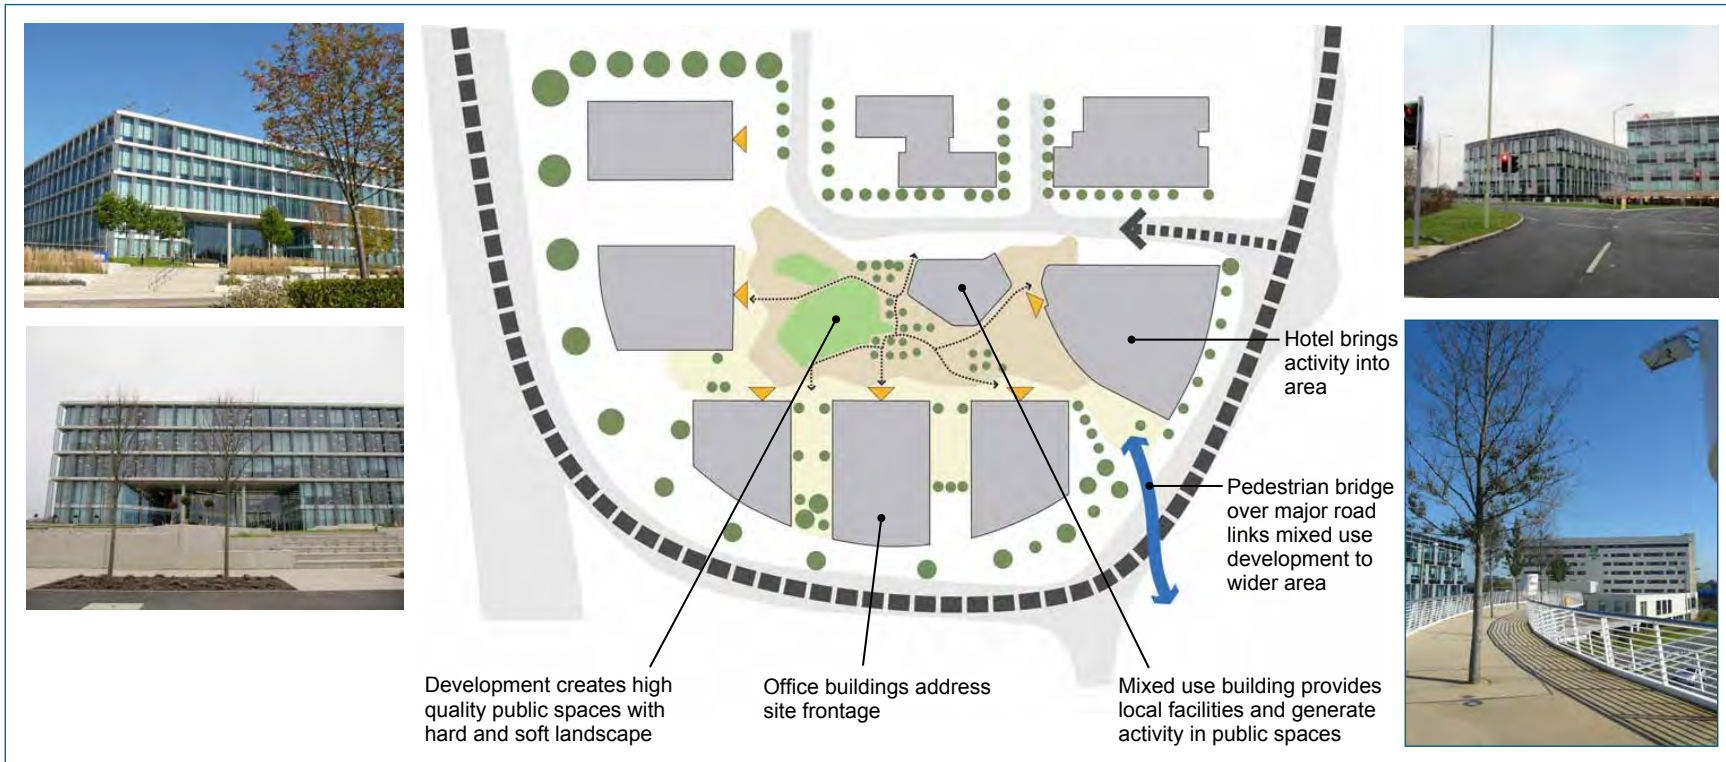 Hotel brings
activity into
area
Pedestrian bridge
over major road
links mixed use
development to
wider area
Development creates high
quality public spaces with
hard and soft landscape
Office buildings address
site frontage
Mixed use building provides
local facilities and generate
activity in public spaces